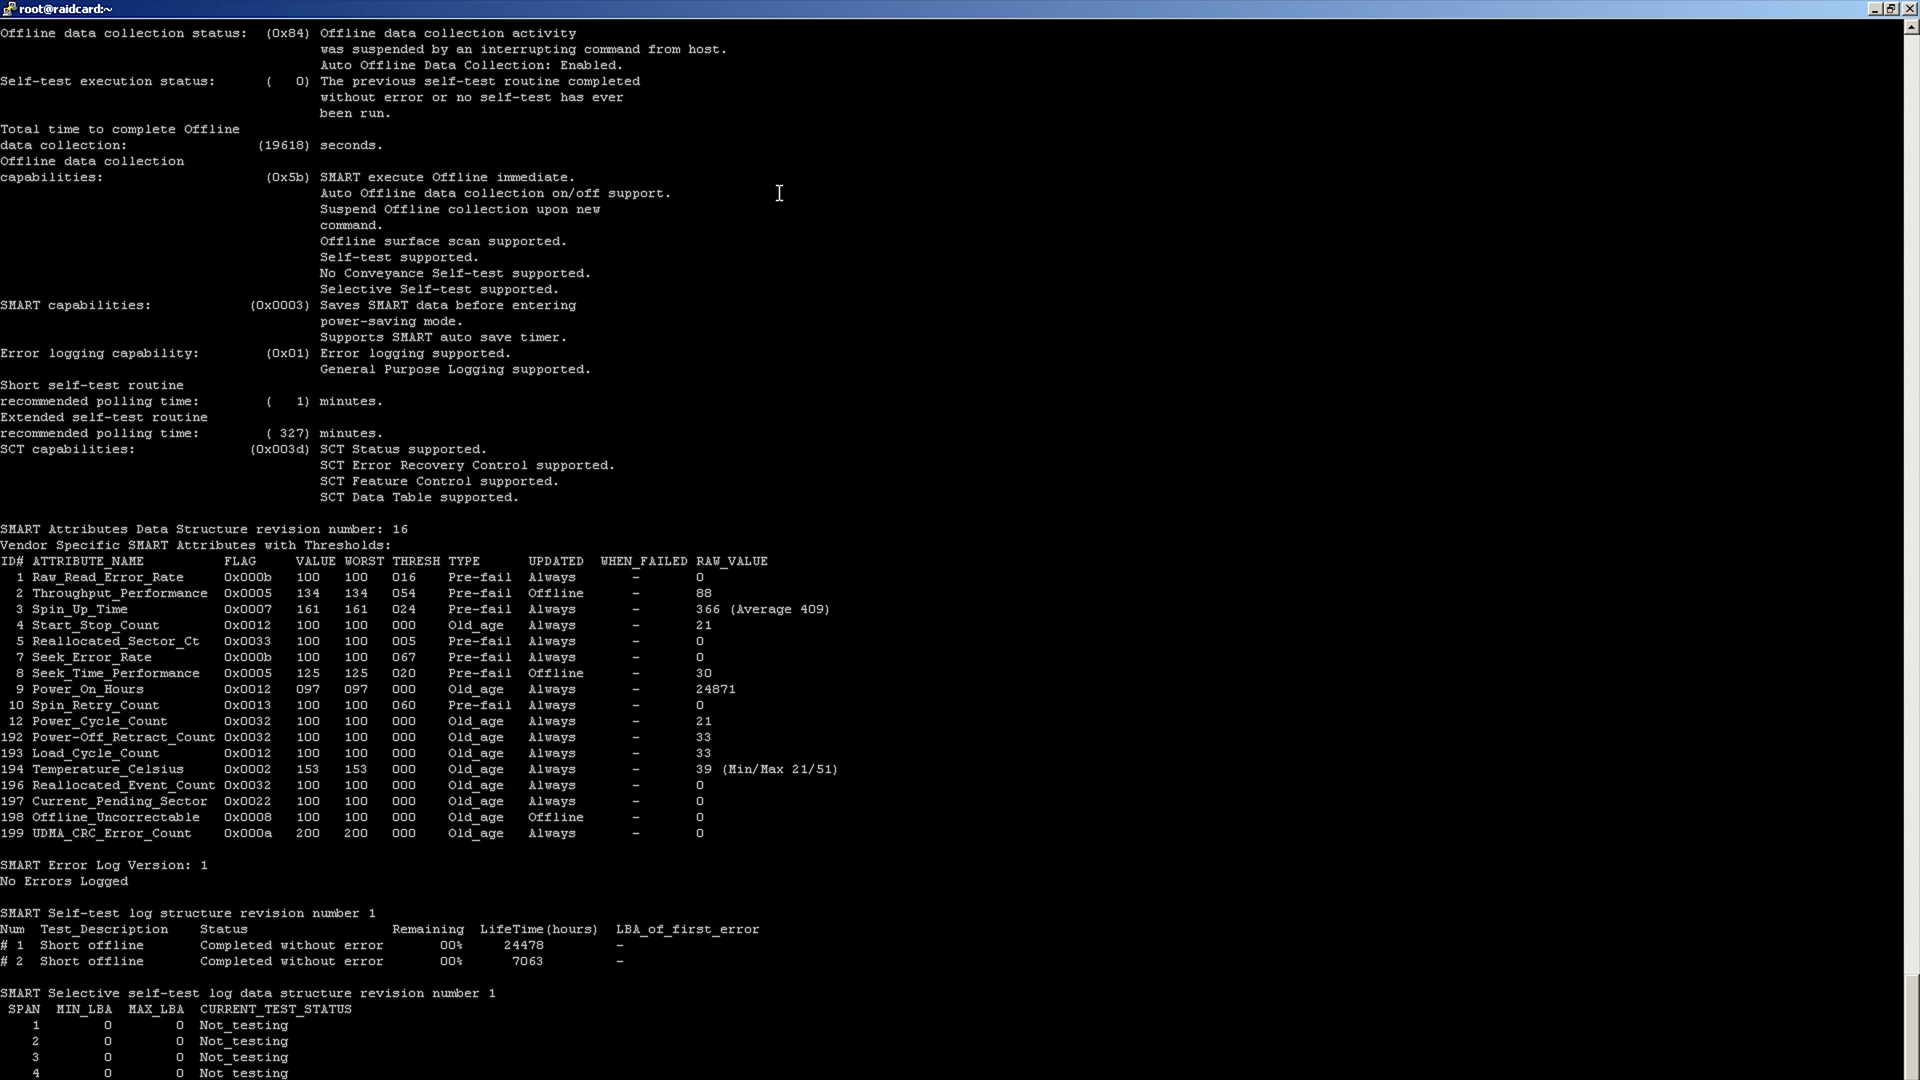 root@raidcard:~
Offline data collection status:  (0x84) Offline data collection activity
                                        was suspended by an interrupting command from host.
                                        Auto Offline Data Collection: Enabled.
Self-test execution status:      (   0) The previous self-test routine completed
                                        without error or no self-test has ever
                                        been run.
Total time to complete Offline
data collection:                (19618) seconds.
Offline data collection
capabilities:                    (0x5b) SMART execute Offline immediate.
                                        Auto Offline data collection on/off support.
                                        Suspend Offline collection upon new
                                        command.
                                        Offline surface scan supported.
                                        Self-test supported.
                                        No Conveyance Self-test supported.
                                        Selective Self-test supported.
SMART capabilities:            (0x0003) Saves SMART data before entering
                                        power-saving mode.
                                        Supports SMART auto save timer.
Error logging capability:        (0x01) Error logging supported.
                                        General Purpose Logging supported.
Short self-test routine
recommended polling time:        (   1) minutes.
Extended self-test routine
recommended polling time:        ( 327) minutes.
SCT capabilities:              (0x003d) SCT Status supported.
                                        SCT Error Recovery Control supported.
                                        SCT Feature Control supported.
                                        SCT Data Table supported.

SMART Attributes Data Structure revision number: 16
Vendor Specific SMART Attributes with Thresholds:
ID# ATTRIBUTE_NAME          FLAG     VALUE WORST THRESH TYPE      UPDATED  WHEN_FAILED RAW_VALUE
  1 Raw_Read_Error_Rate     0x000b   100   100   016    Pre-fail  Always       -       0
  2 Throughput_Performance  0x0005   134   134   054    Pre-fail  Offline      -       88
  3 Spin_Up_Time            0x0007   161   161   024    Pre-fail  Always       -       366 (Average 409)
  4 Start_Stop_Count        0x0012   100   100   000    Old_age   Always       -       21
  5 Reallocated_Sector_Ct   0x0033   100   100   005    Pre-fail  Always       -       0
  7 Seek_Error_Rate         0x000b   100   100   067    Pre-fail  Always       -       0
  8 Seek_Time_Performance   0x0005   125   125   020    Pre-fail  Offline      -       30
  9 Power_On_Hours          0x0012   097   097   000    Old_age   Always       -       24871
 10 Spin_Retry_Count        0x0013   100   100   060    Pre-fail  Always       -       0
 12 Power_Cycle_Count       0x0032   100   100   000    Old_age   Always       -       21
192 Power-Off_Retract_Count 0x0032   100   100   000    Old_age   Always       -       33
193 Load_Cycle_Count        0x0012   100   100   000    Old_age   Always       -       33
194 Temperature_Celsius     0x0002   153   153   000    Old_age   Always       -       39 (Min/Max 21/51)
196 Reallocated_Event_Count 0x0032   100   100   000    Old_age   Always       -       0
197 Current_Pending_Sector  0x0022   100   100   000    Old_age   Always       -       0
198 Offline_Uncorrectable   0x0008   100   100   000    Old_age   Offline      -       0
199 UDMA_CRC_Error_Count    0x000a   200   200   000    Old_age   Always       -       0

SMART Error Log Version: 1
No Errors Logged

SMART Self-test log structure revision number 1
Num  Test_Description    Status                  Remaining  LifeTime(hours)  LBA_of_first_error
# 1  Short offline       Completed without error       00%     24478         -
# 2  Short offline       Completed without error       00%      7063         -

SMART Selective self-test log data structure revision number 1
 SPAN  MIN_LBA  MAX_LBA  CURRENT_TEST_STATUS
    1        0        0  Not_testing
    2        0        0  Not_testing
    3        0        0  Not_testing
    4        0        0  Not_testing